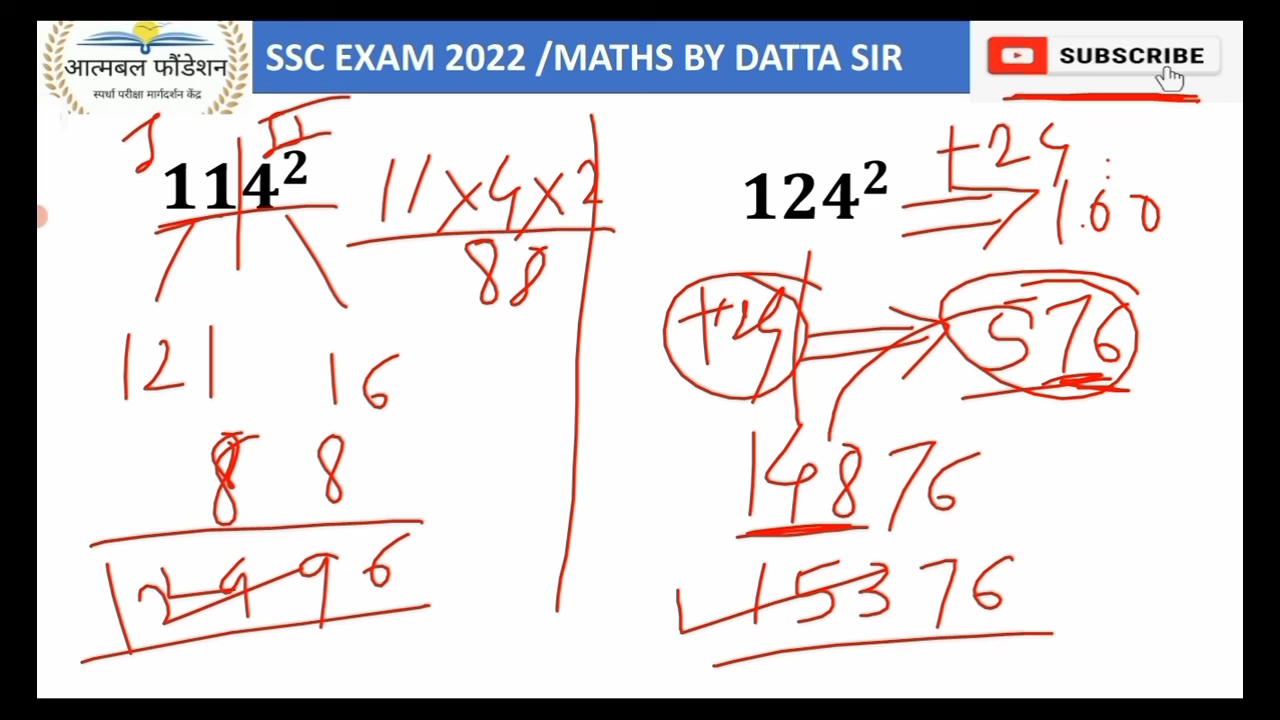 आत्मबल फौंडेशन
स्पर्धा परीक्षा मार्गदर्शन केंद्र
SSC EXAM 2022 /MATHS BY DATTA SIR
SUBSCRIBE
I II
114²
11×4×2
88
121 16
8 8
12996
124²
+24
100
+24
576
14876
15376